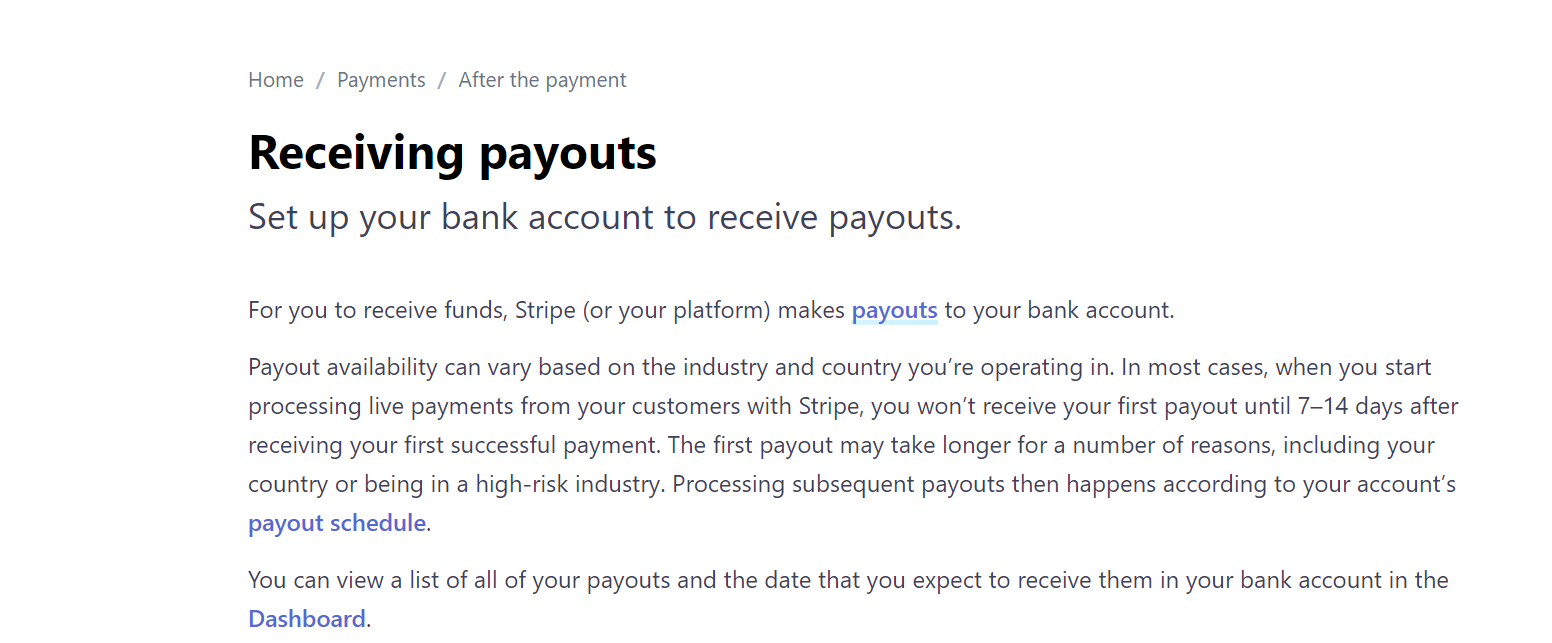 Home / Payments / After the payment
Receiving payouts
Set up your bank account to receive payouts.
For you to receive funds, Stripe (or your platform) makes payouts to your bank account.
Payout availability can vary based on the industry and country you’re operating in. In most cases, when you start
processing live payments from your customers with Stripe, you won’t receive your first payout until 7–14 days after
receiving your first successful payment. The first payout may take longer for a number of reasons, including your
country or being in a high-risk industry. Processing subsequent payouts then happens according to your account’s
payout schedule.
You can view a list of all of your payouts and the date that you expect to receive them in your bank account in the
Dashboard.